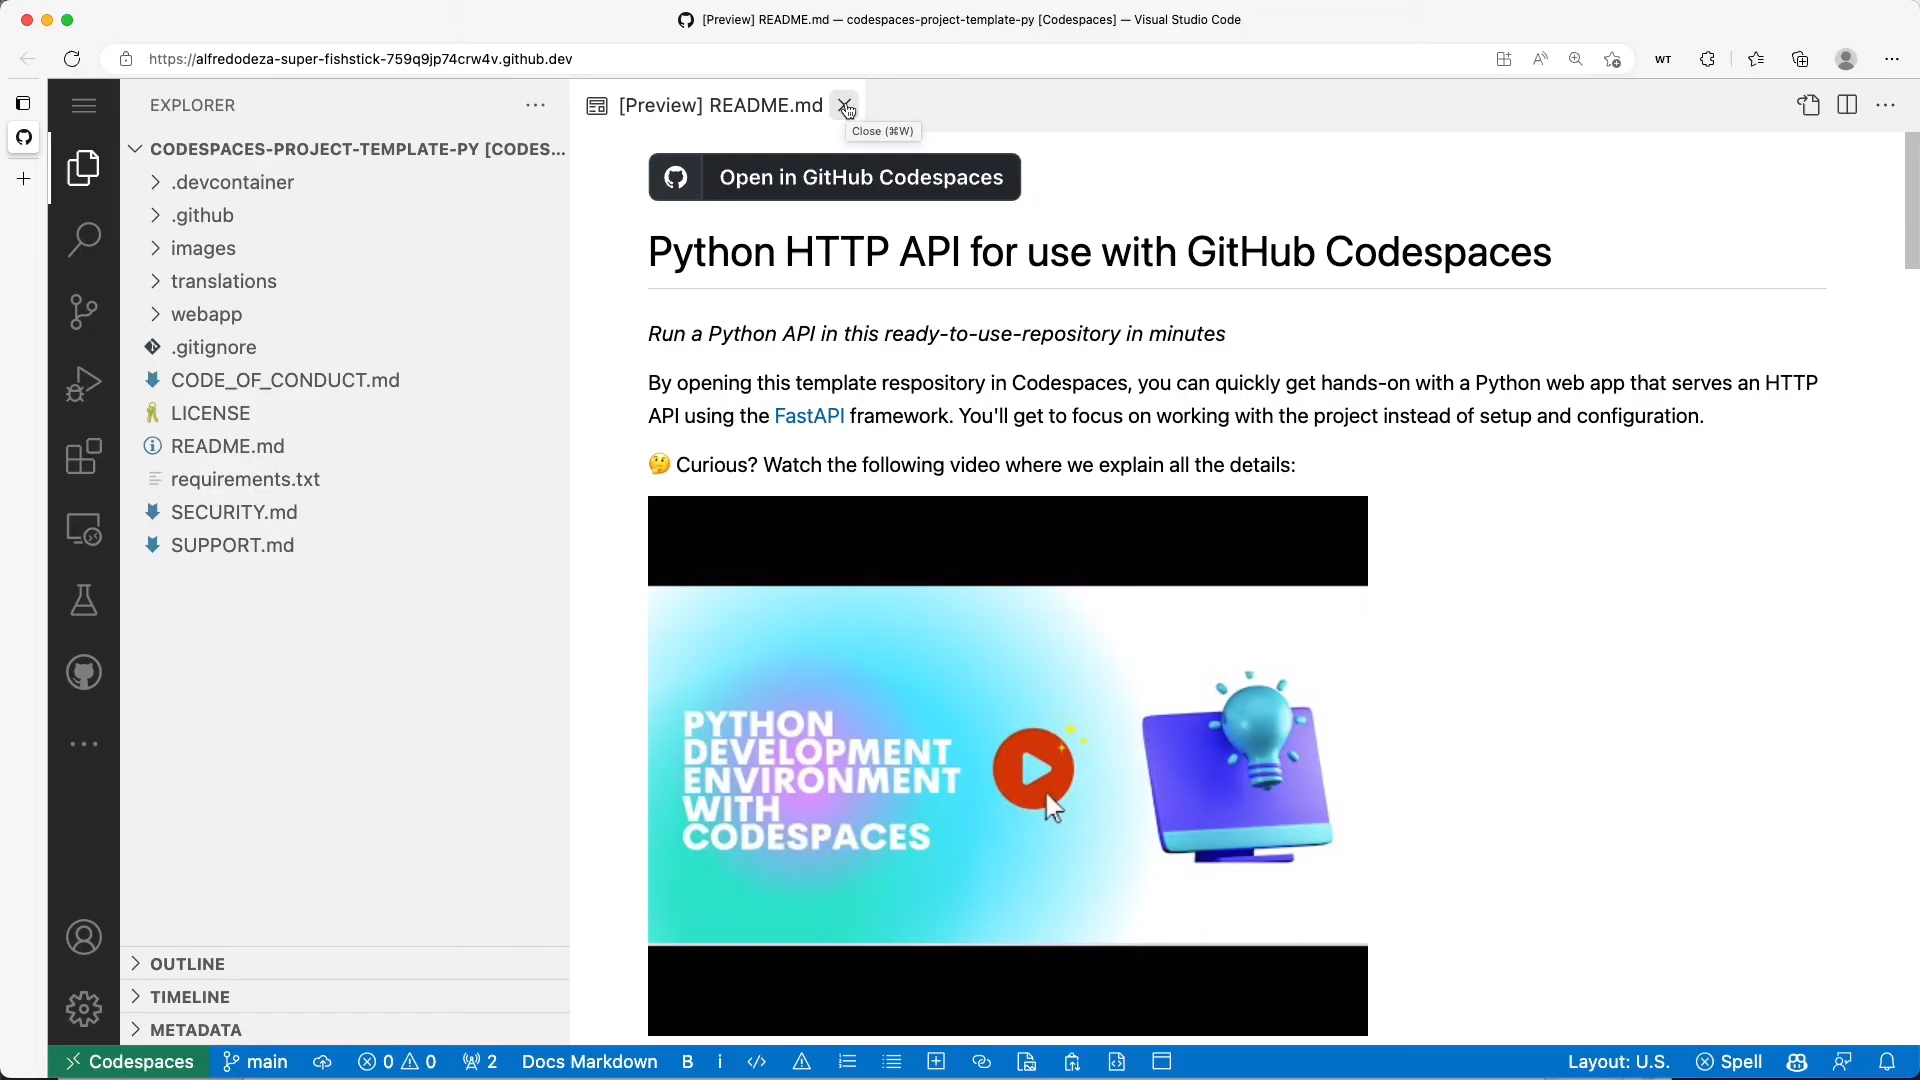 [Preview] README.md — codespaces-project-template-py [Codespaces] — Visual Studio Code
https://alfredodeza-super-fishstick-759q9jp74crw4v.github.dev
WT
EXPLORER
[Preview] README.md
Close (⌘W)
CODESPACES-PROJECT-TEMPLATE-PY [CODES...
.devcontainer
.github
images
translations
webapp
.gitignore
CODE_OF_CONDUCT.md
LICENSE
README.md
requirements.txt
SECURITY.md
SUPPORT.md
OUTLINE
TIMELINE
METADATA
Open in GitHub Codespaces
Python HTTP API for use with GitHub Codespaces
Run a Python API in this ready-to-use-repository in minutes
By opening this template respository in Codespaces, you can quickly get hands-on with a Python web app that serves an HTTP
API using the FastAPI framework. You'll get to focus on working with the project instead of setup and configuration.
🤔 Curious? Watch the following video where we explain all the details:
PYTHON
DEVELOPMENT
ENVIRONMENT
WITH
CODESPACES
Codespaces main 0 0 2 Docs Markdown B i </> Layout: U.S. Spell